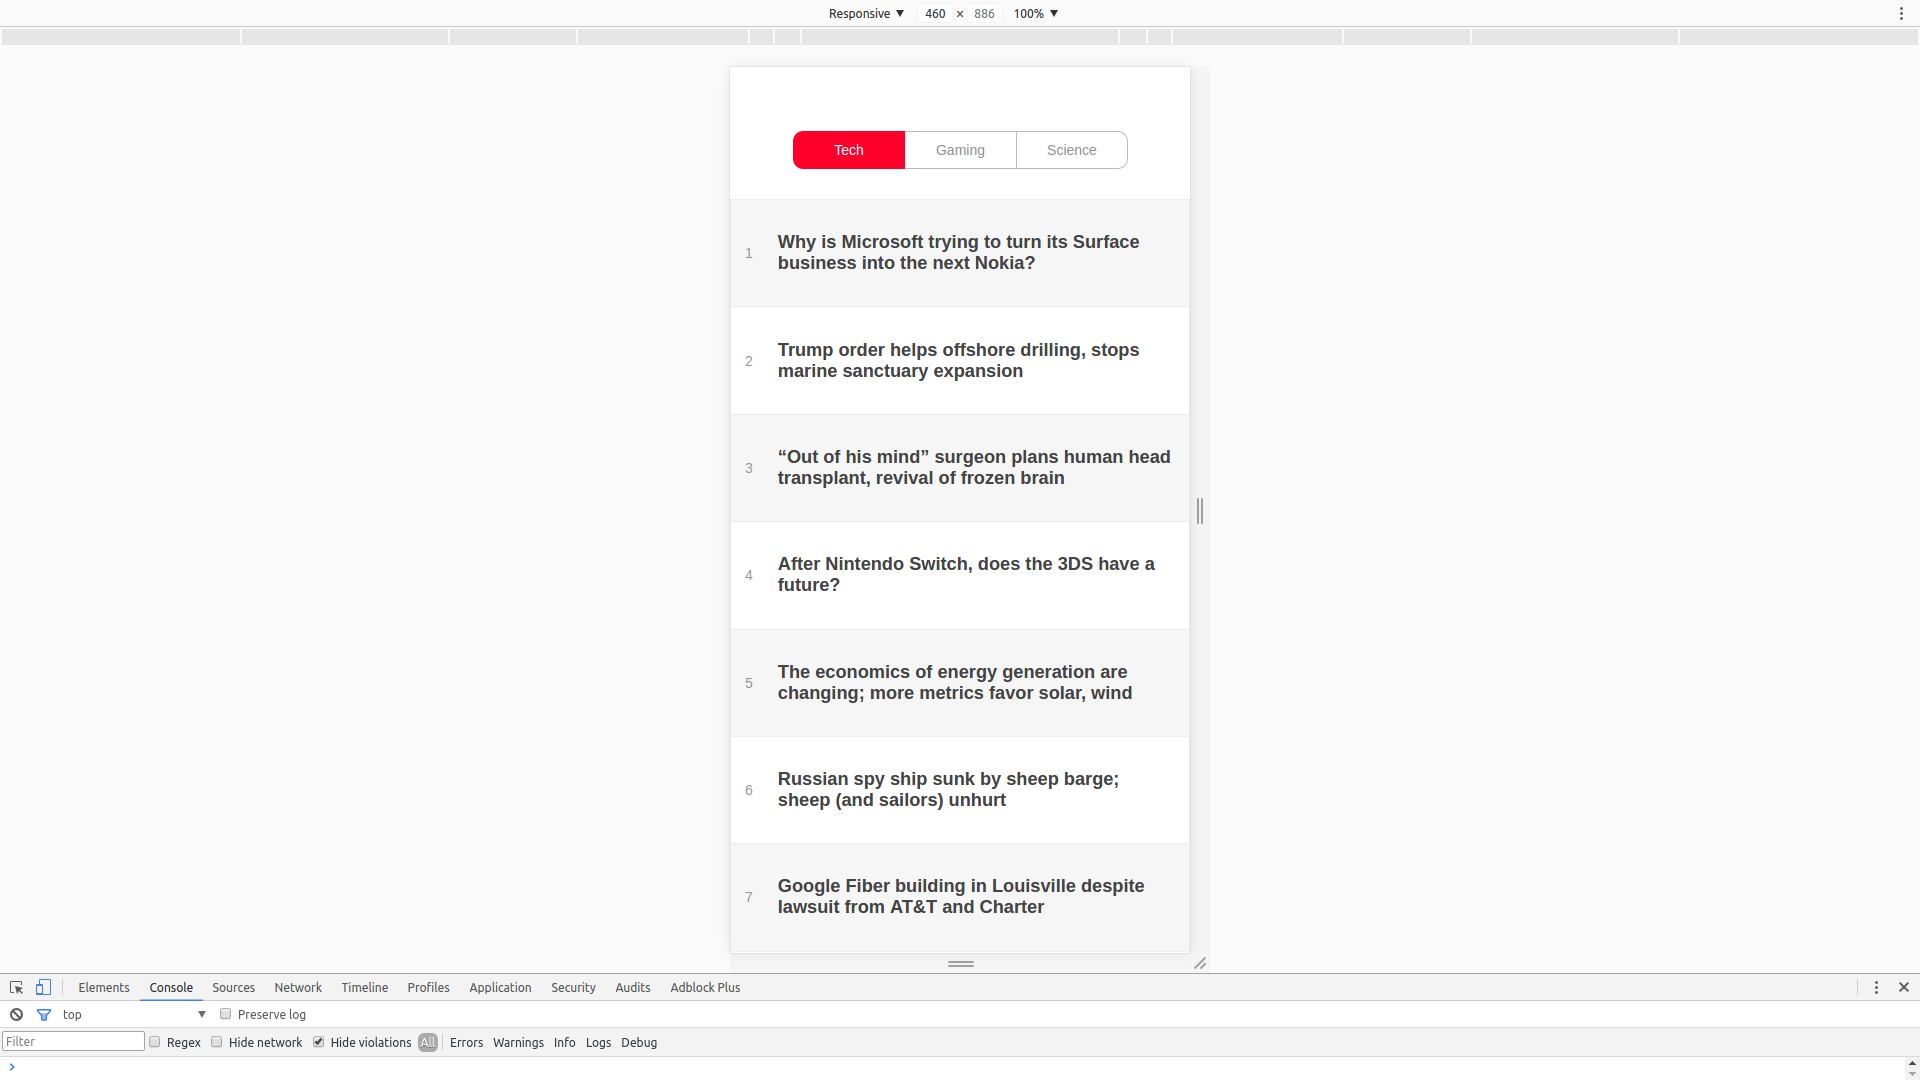 Responsive ▼ 460 × 886 100% ▼
Tech Gaming Science
1
Why is Microsoft trying to turn its Surface
business into the next Nokia?
2
Trump order helps offshore drilling, stops
marine sanctuary expansion
3
“Out of his mind” surgeon plans human head
transplant, revival of frozen brain
4
After Nintendo Switch, does the 3DS have a
future?
5
The economics of energy generation are
changing; more metrics favor solar, wind
6
Russian spy ship sunk by sheep barge;
sheep (and sailors) unhurt
7
Google Fiber building in Louisville despite
lawsuit from AT&T and Charter
Elements Console Sources Network Timeline Profiles Application Security Audits Adblock Plus
top ▼ Preserve log
Filter Regex Hide network Hide violations All Errors Warnings Info Logs Debug
>